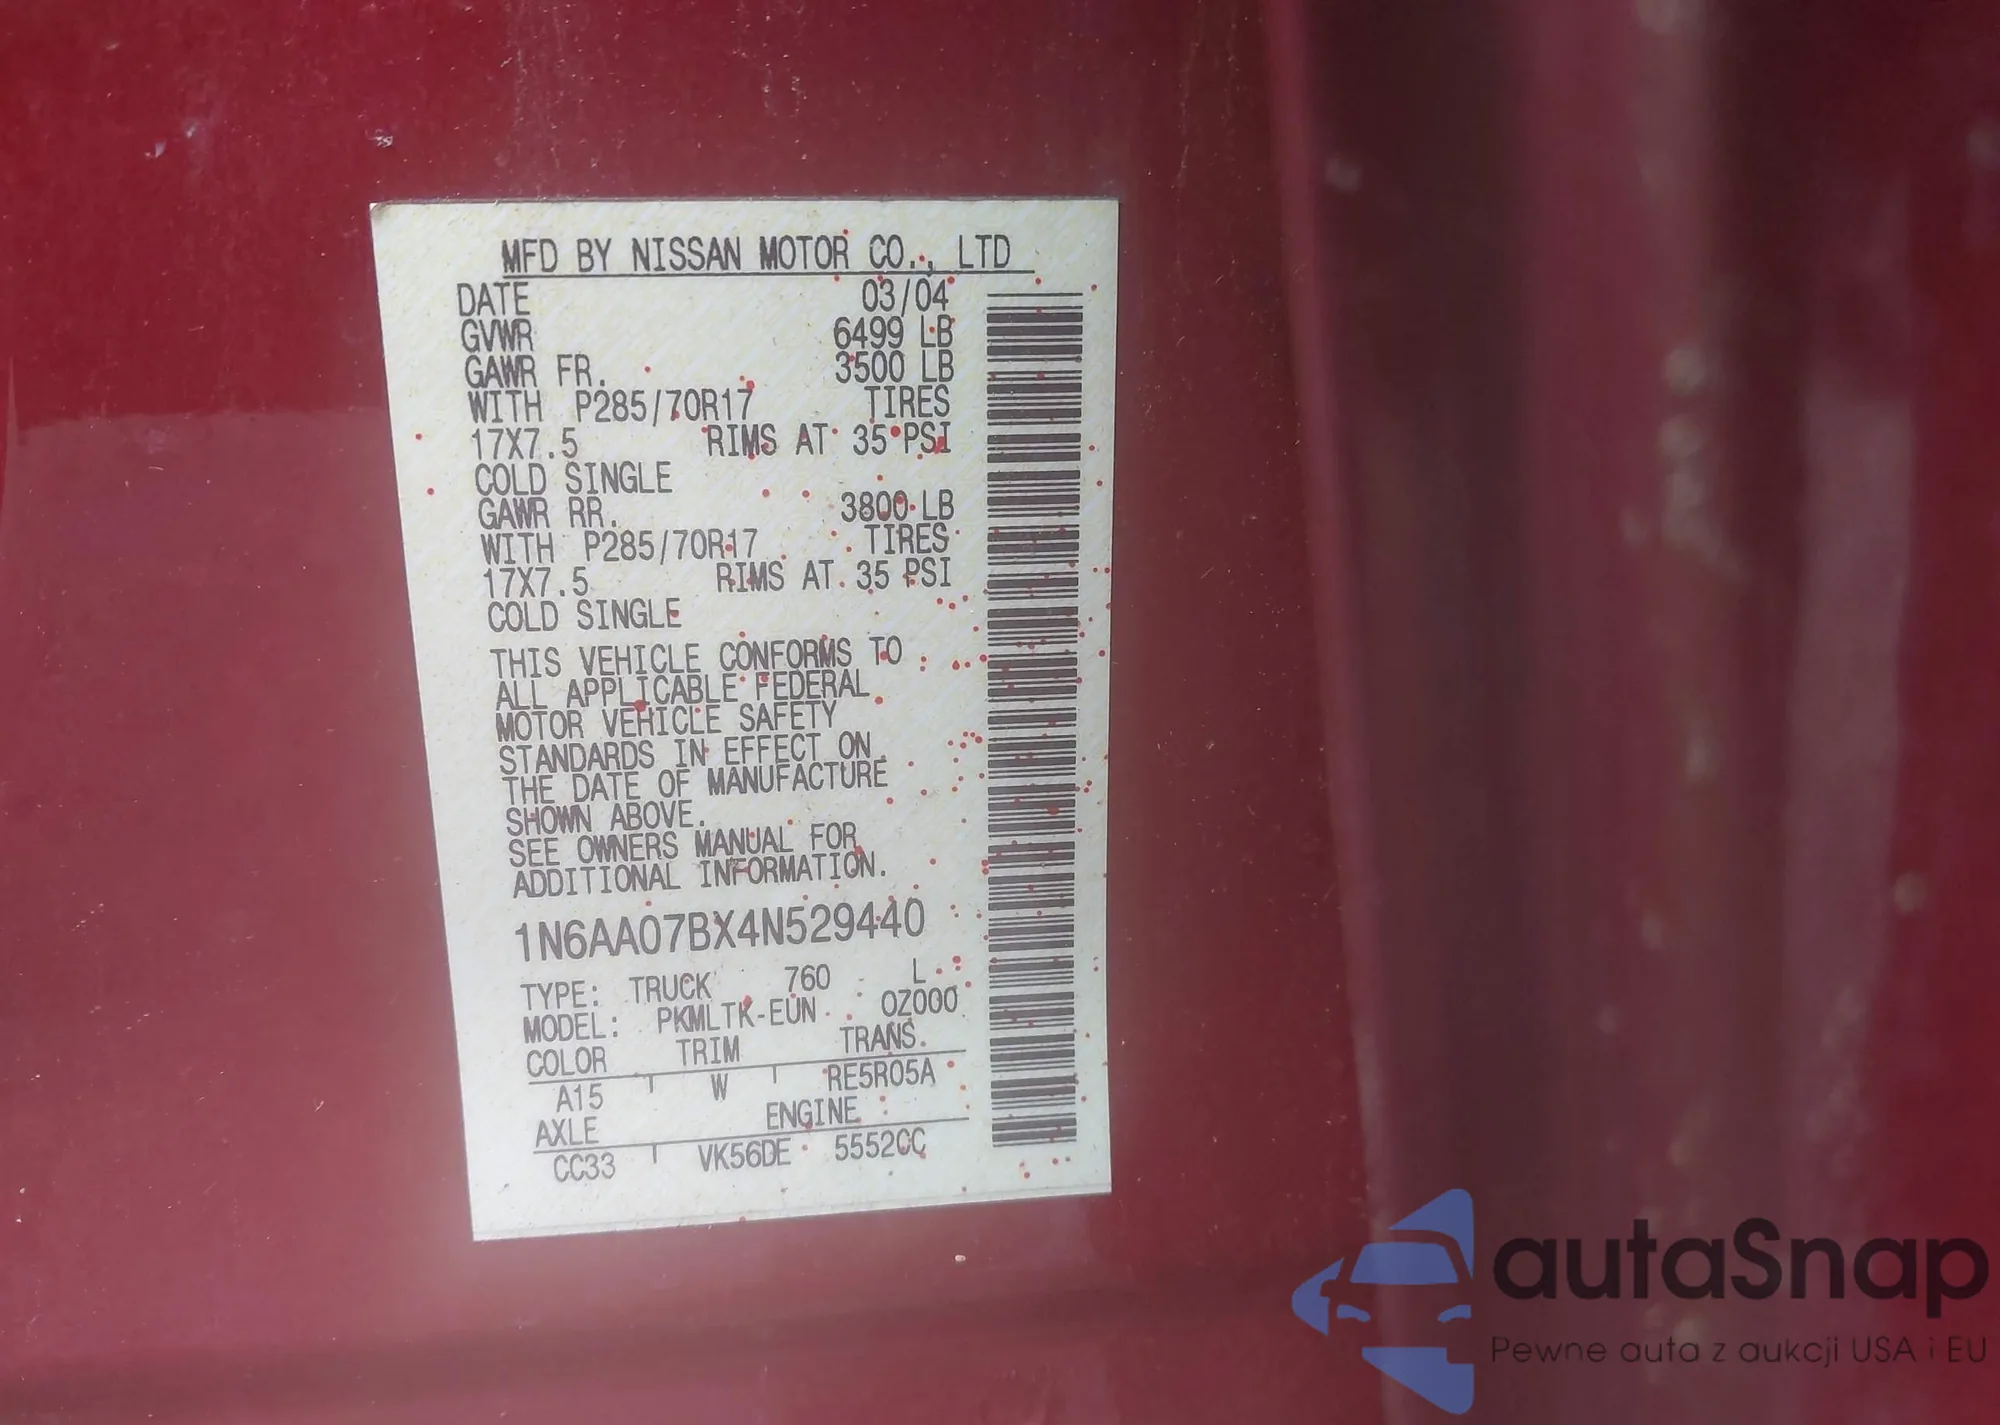 MFD BY NISSAN MOTOR CO., LTD
DATE 03/04
GVWR 6499 LB
GAWR FR. 3500 LB
WITH P285/70R17 TIRES
17X7.5 RIMS AT 35 PSI
COLD SINGLE
GAWR RR. 3800 LB
WITH P285/70R17 TIRES
17X7.5 RIMS AT 35 PSI
COLD SINGLE
THIS VEHICLE CONFORMS TO
ALL APPLICABLE FEDERAL
MOTOR VEHICLE SAFETY
STANDARDS IN EFFECT ON
THE DATE OF MANUFACTURE
SHOWN ABOVE.
SEE OWNERS MANUAL FOR
ADDITIONAL INFORMATION.
1N6AA07BX4N529440
TYPE: TRUCK 760 L
MODEL: PKMLTK-EUN 0Z000
COLOR TRIM TRANS.
A15 W RE5R05A
AXLE ENGINE
CC33 VK56DE 5552CC
autaSnap
Pewne auta z aukcji USA i EU